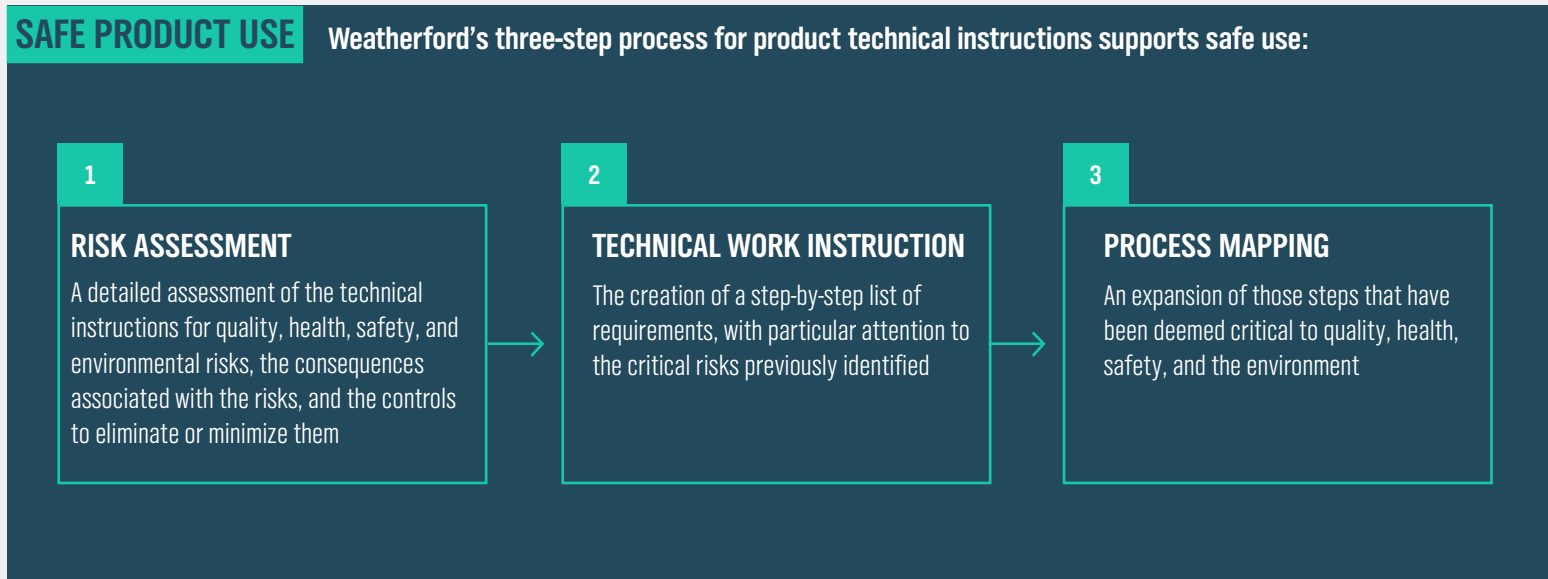 SAFE PRODUCT USE
Weatherford's three-step process for product technical instructions supports safe use:
1
RISK ASSESSMENT
A detailed assessment of the technical
instructions for quality, health, safety, and
environmental risks, the consequences
associated with the risks, and the controls
to eliminate or minimize them
2
TECHNICAL WORK INSTRUCTION
The creation of a step-by-step list of
requirements, with particular attention to
the critical risks previously identified
3
PROCESS MAPPING
An expansion of those steps that have
been deemed critical to quality, health,
safety, and the environment